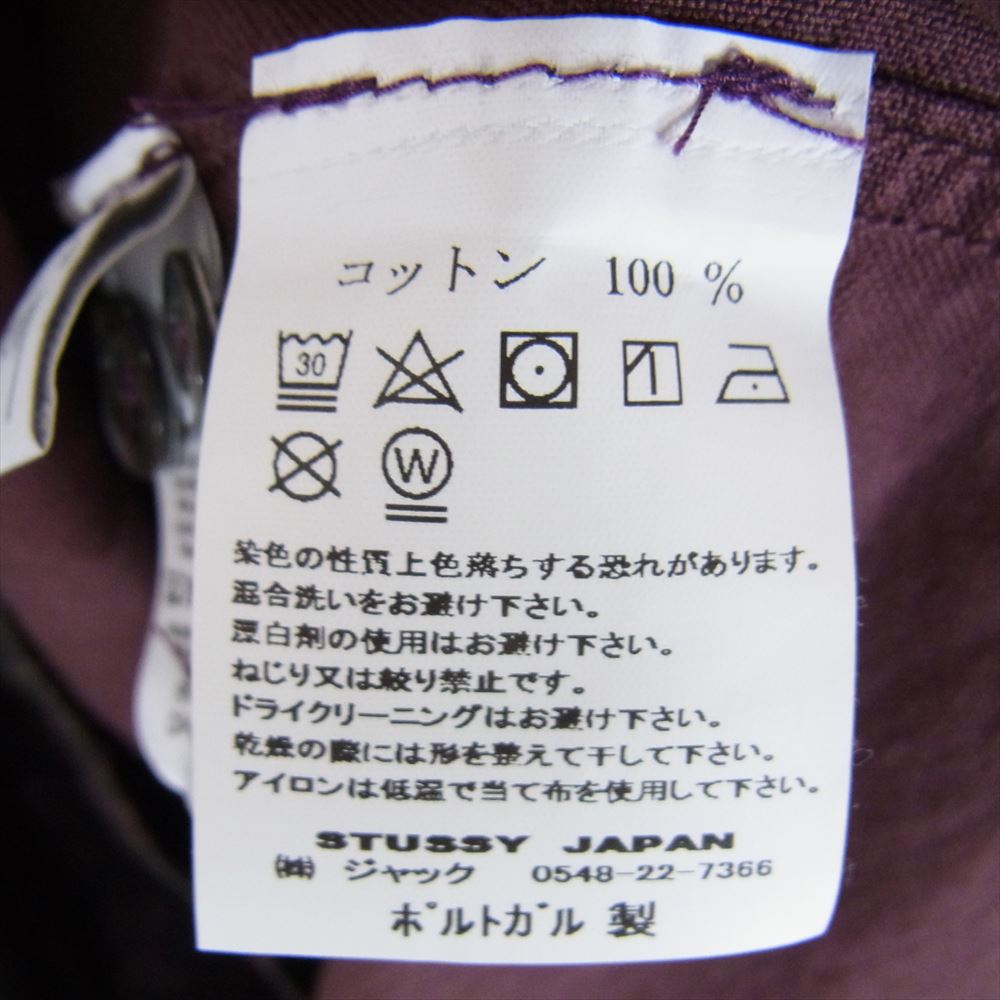 コットン 100 %
30
W
染色の性質上色落ちする恐れがあります。
混合洗いをお避け下さい。
漂白剤の使用はお避け下さい。
ねじり又は絞り禁止です。
ドライクリーニングはお避け下さい。
乾燥の際には形を整えて干して下さい。
アイロンは低温で当て布を使用して下さい。
STUSSY JAPAN
㈱ ジャック 0548-22-7366
ポルトガル 製